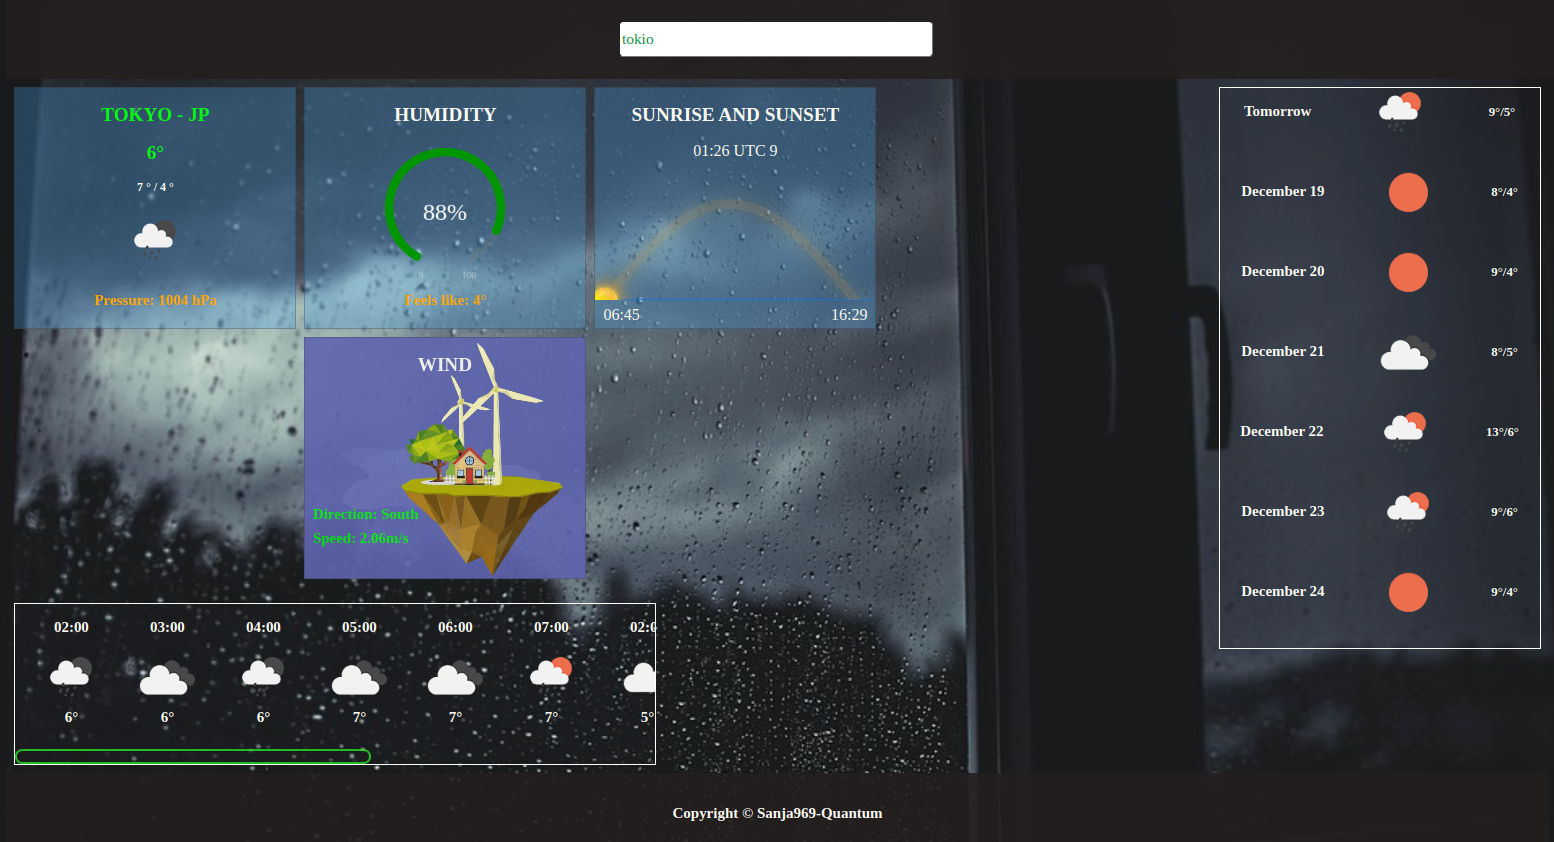 tokio
TOKYO - JP
6°
7 ° / 4 °
Pressure: 1004 hPa
HUMIDITY
88%
0 100
Feels like: 4°
SUNRISE AND SUNSET
01:26 UTC 9
06:45 16:29
WIND
Direction: South
Speed: 2.06m/s
Tomorrow 9°/5°
December 19 8°/4°
December 20 9°/4°
December 21 8°/5°
December 22 13°/6°
December 23 9°/6°
December 24 9°/4°
02:00 03:00 04:00 05:00 06:00 07:00 02:0
6° 6° 6° 7° 7° 7° 5°
Copyright © Sanja969-Quantum